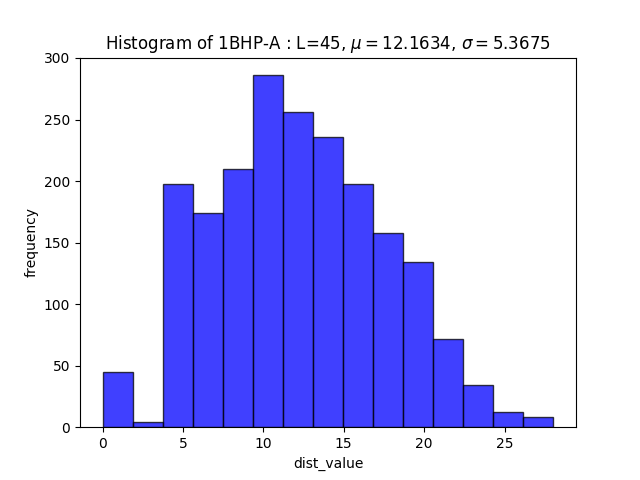 Histogram of 1BHP-A : L=45, μ = 12.1634, σ = 5.3675
300
250
200
150
100
50
0
frequency
0 5 10 15 20 25
dist_value